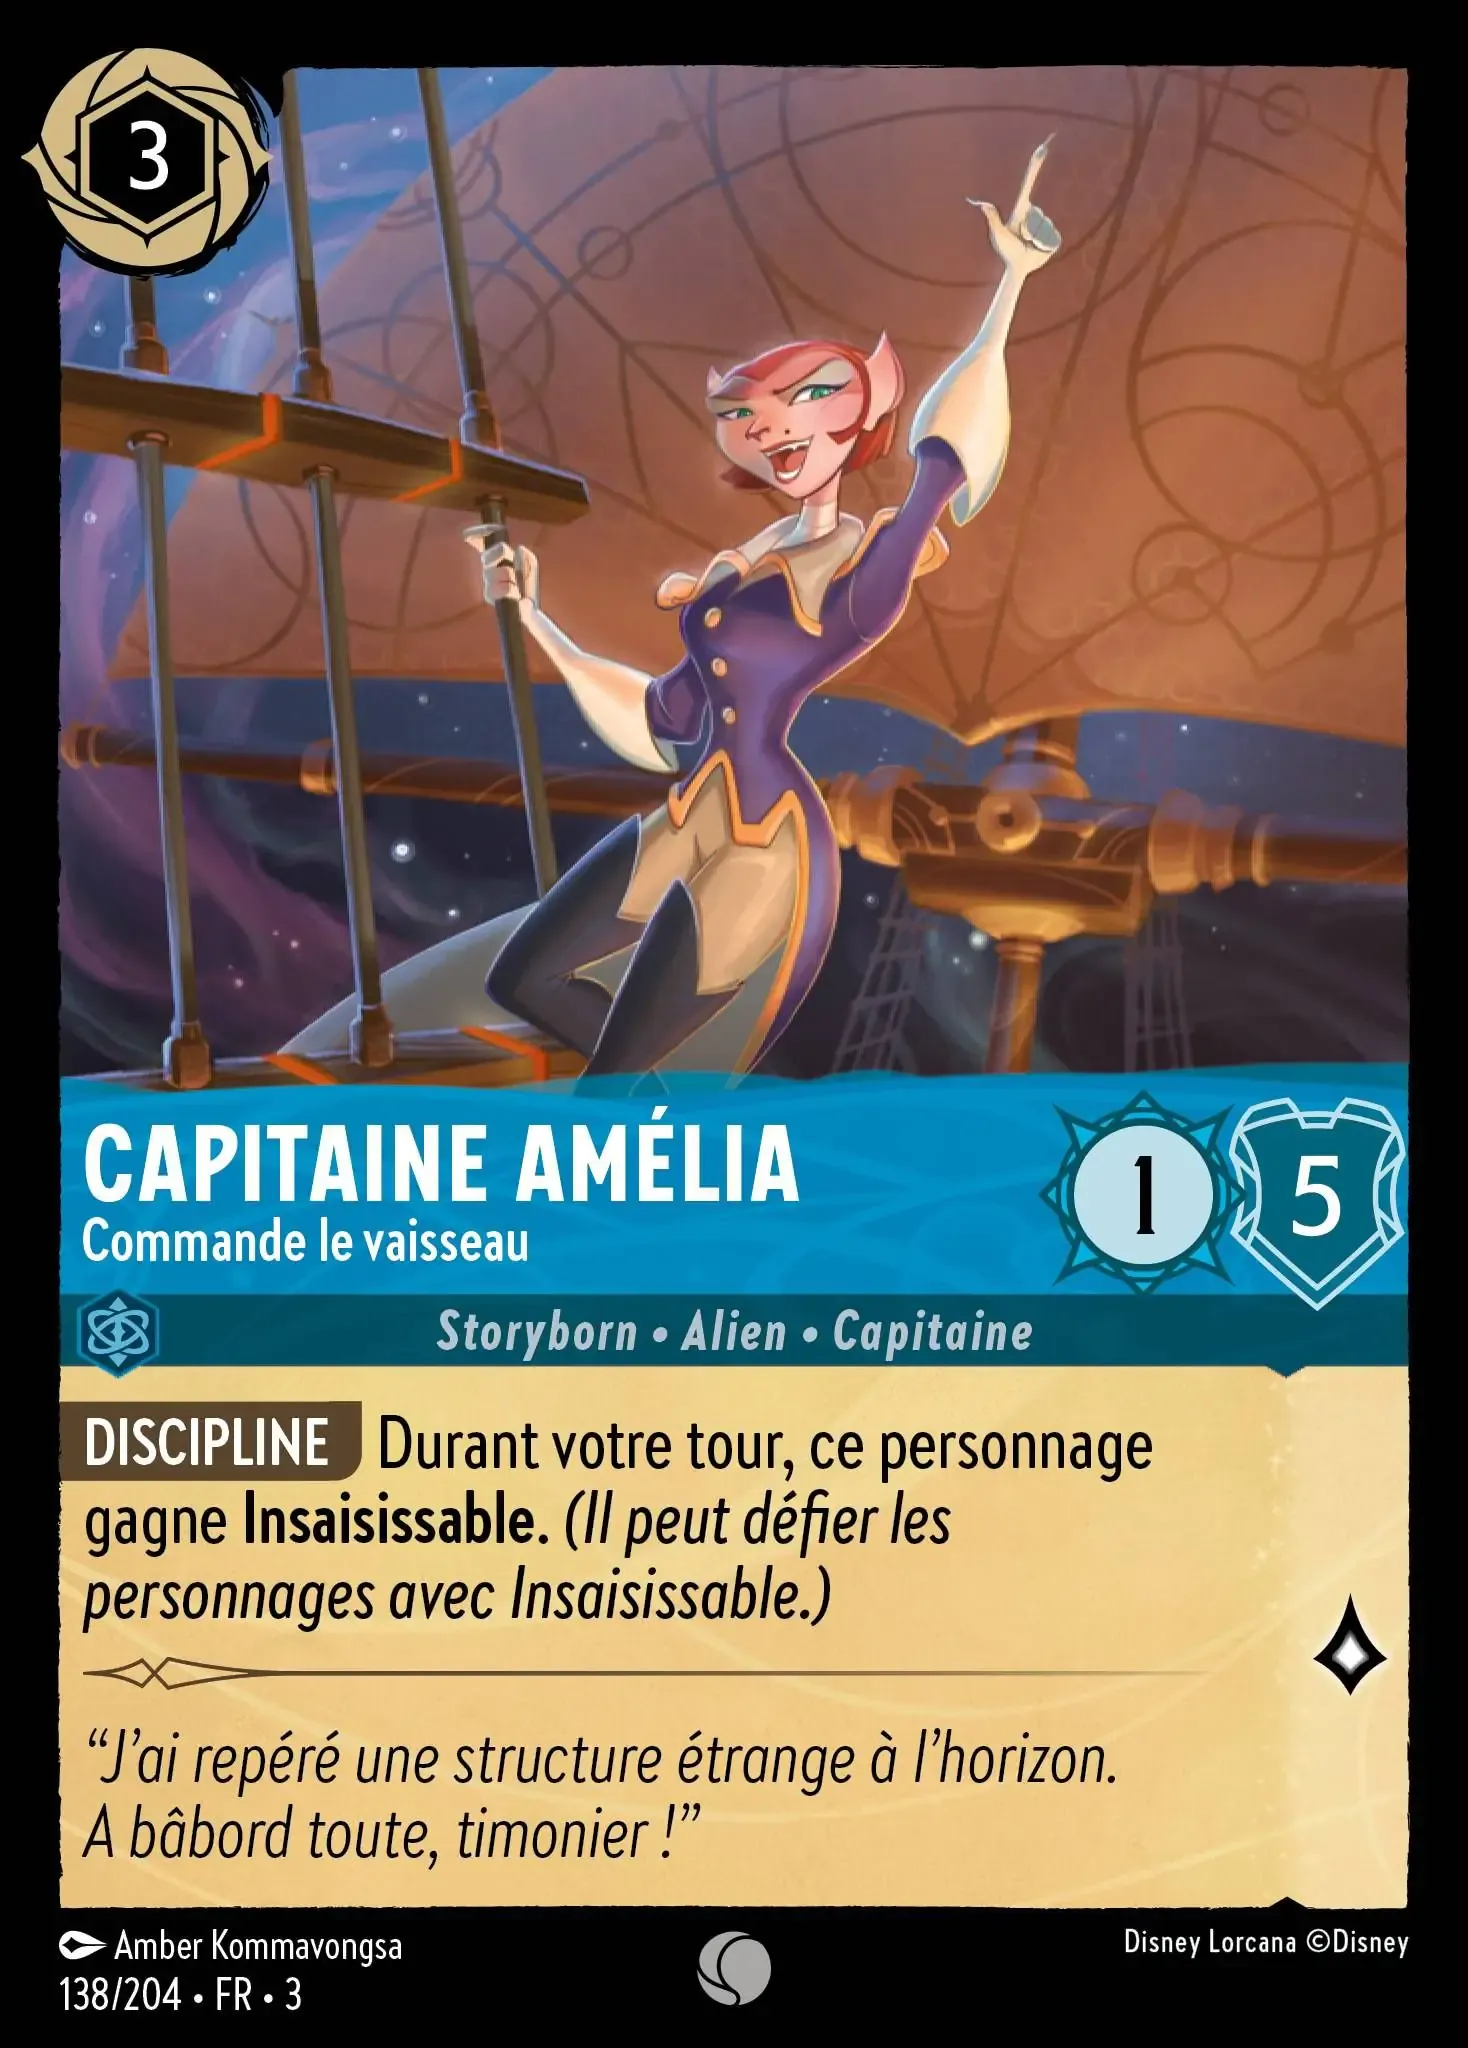 3
CAPITAINE AMÉLIA
Commande le vaisseau
1
5
Storyborn • Alien • Capitaine
DISCIPLINE Durant votre tour, ce personnage
gagne Insaisissable. (Il peut défier les
personnages avec Insaisissable.)
“J’ai repéré une structure étrange à l’horizon.
A bâbord toute, timonier !”
Amber Kommavongsa
Disney Lorcana ©Disney
138/204 • FR • 3